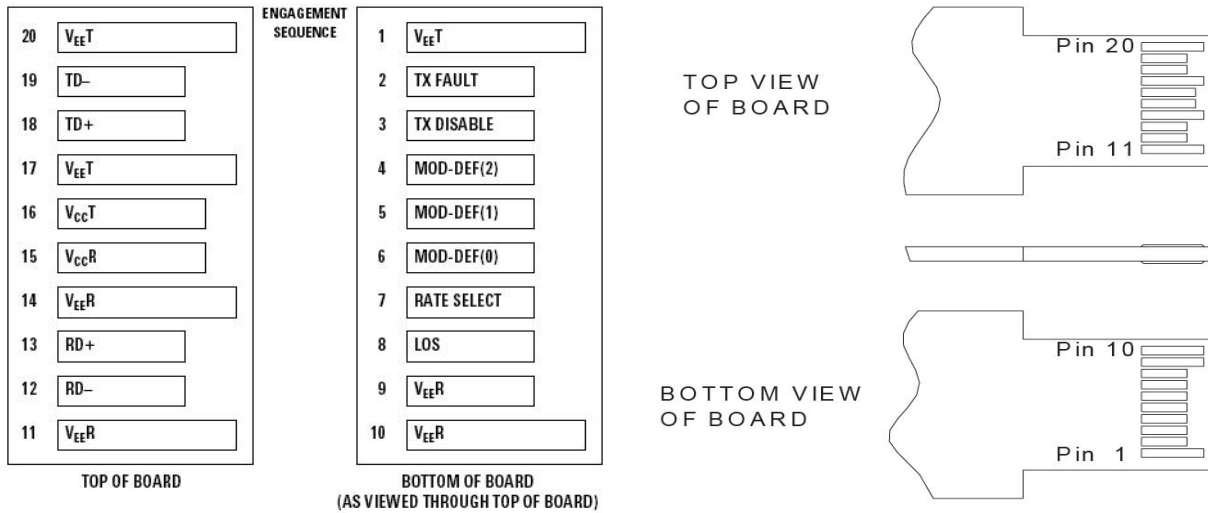 ENGAGEMENT
SEQUENCE
20 VEET
19 TD–
18 TD+
17 VEET
16 VCCT
15 VCCR
14 VEER
13 RD+
12 RD–
11 VEER
TOP OF BOARD
1 VEET
2 TX FAULT
3 TX DISABLE
4 MOD-DEF(2)
5 MOD-DEF(1)
6 MOD-DEF(0)
7 RATE SELECT
8 LOS
9 VEER
10 VEER
BOTTOM OF BOARD
(AS VIEWED THROUGH TOP OF BOARD)
TOP VIEW
OF BOARD
Pin 20
Pin 11
BOTTOM VIEW
OF BOARD
Pin 10
Pin 1